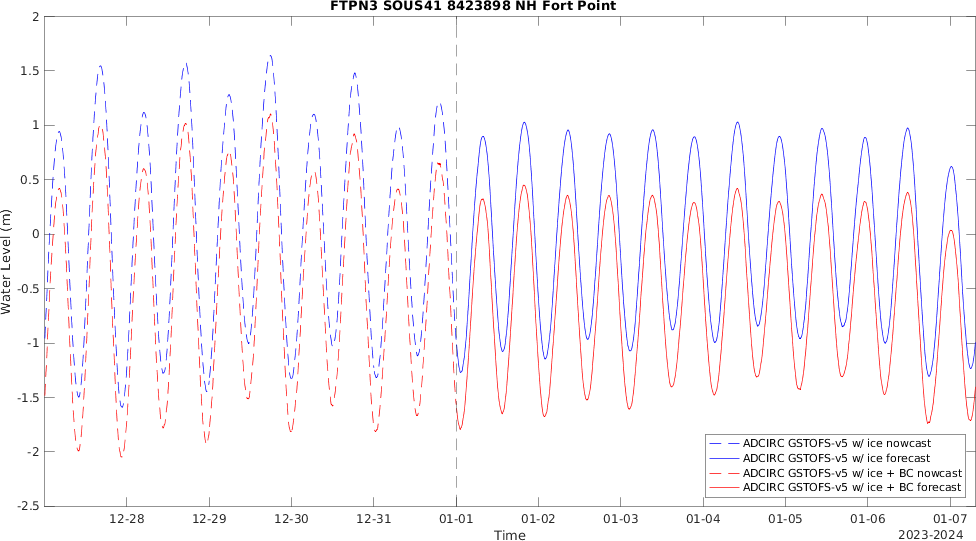 FTPN3 SOUS41 8423898 NH Fort Point
2
1.5
1
0.5
0
-0.5
-1
-1.5
-2
-2.5
Water Level (m)
ADCIRC GSTOFS-v5 w/ ice nowcast
ADCIRC GSTOFS-v5 w/ ice forecast
ADCIRC GSTOFS-v5 w/ ice + BC nowcast
ADCIRC GSTOFS-v5 w/ ice + BC forecast
12-28 12-29 12-30 12-31 01-01 01-02 01-03 01-04 01-05 01-06 01-07
Time
2023-2024